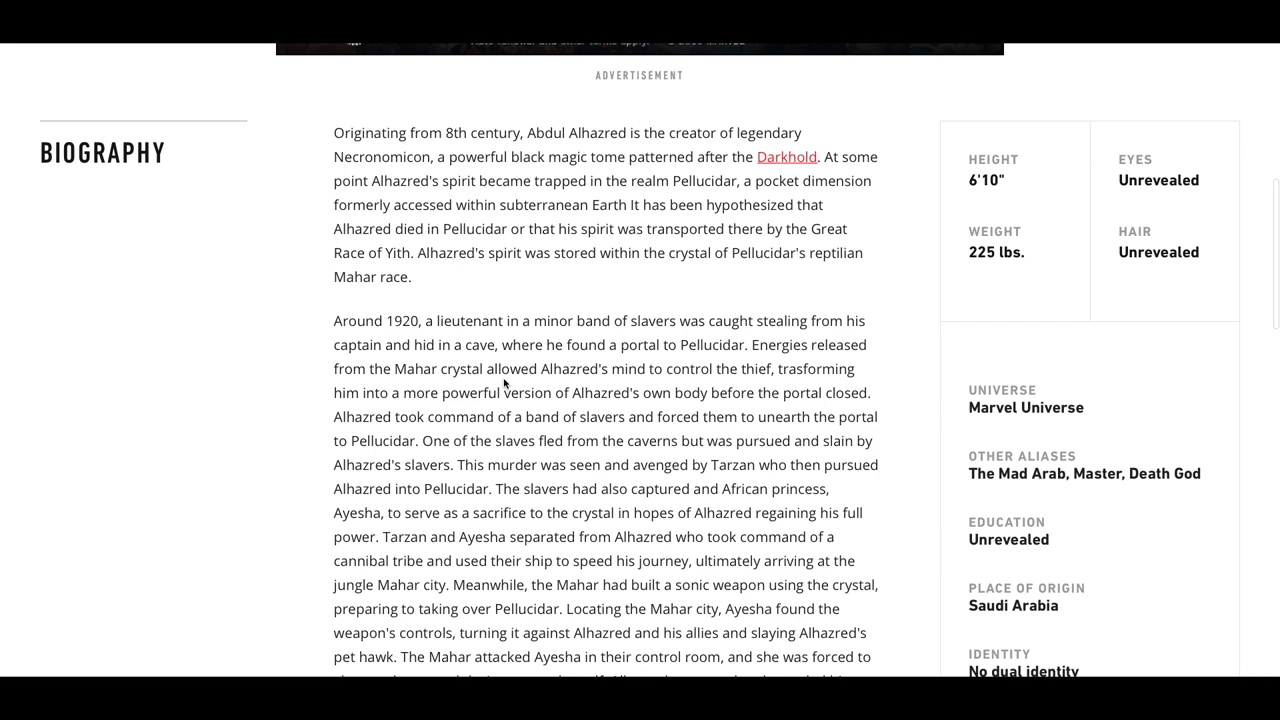 ADVERTISEMENT
BIOGRAPHY
Originating from 8th century, Abdul Alhazred is the creator of legendary
Necronomicon, a powerful black magic tome patterned after the Darkhold. At some
point Alhazred's spirit became trapped in the realm Pellucidar, a pocket dimension
formerly accessed within subterranean Earth It has been hypothesized that
Alhazred died in Pellucidar or that his spirit was transported there by the Great
Race of Yith. Alhazred's spirit was stored within the crystal of Pellucidar's reptilian
Mahar race.
Around 1920, a lieutenant in a minor band of slavers was caught stealing from his
captain and hid in a cave, where he found a portal to Pellucidar. Energies released
from the Mahar crystal allowed Alhazred's mind to control the thief, trasforming
him into a more powerful version of Alhazred's own body before the portal closed.
Alhazred took command of a band of slavers and forced them to unearth the portal
to Pellucidar. One of the slaves fled from the caverns but was pursued and slain by
Alhazred's slavers. This murder was seen and avenged by Tarzan who then pursued
Alhazred into Pellucidar. The slavers had also captured and African princess,
Ayesha, to serve as a sacrifice to the crystal in hopes of Alhazred regaining his full
power. Tarzan and Ayesha separated from Alhazred who took command of a
cannibal tribe and used their ship to speed his journey, ultimately arriving at the
jungle Mahar city. Meanwhile, the Mahar had built a sonic weapon using the crystal,
preparing to taking over Pellucidar. Locating the Mahar city, Ayesha found the
weapon's controls, turning it against Alhazred and his allies and slaying Alhazred's
pet hawk. The Mahar attacked Ayesha in their control room, and she was forced to
HEIGHT
6'10"
EYES
Unrevealed
WEIGHT
225 lbs.
HAIR
Unrevealed
UNIVERSE
Marvel Universe
OTHER ALIASES
The Mad Arab, Master, Death God
EDUCATION
Unrevealed
PLACE OF ORIGIN
Saudi Arabia
IDENTITY
No dual identity